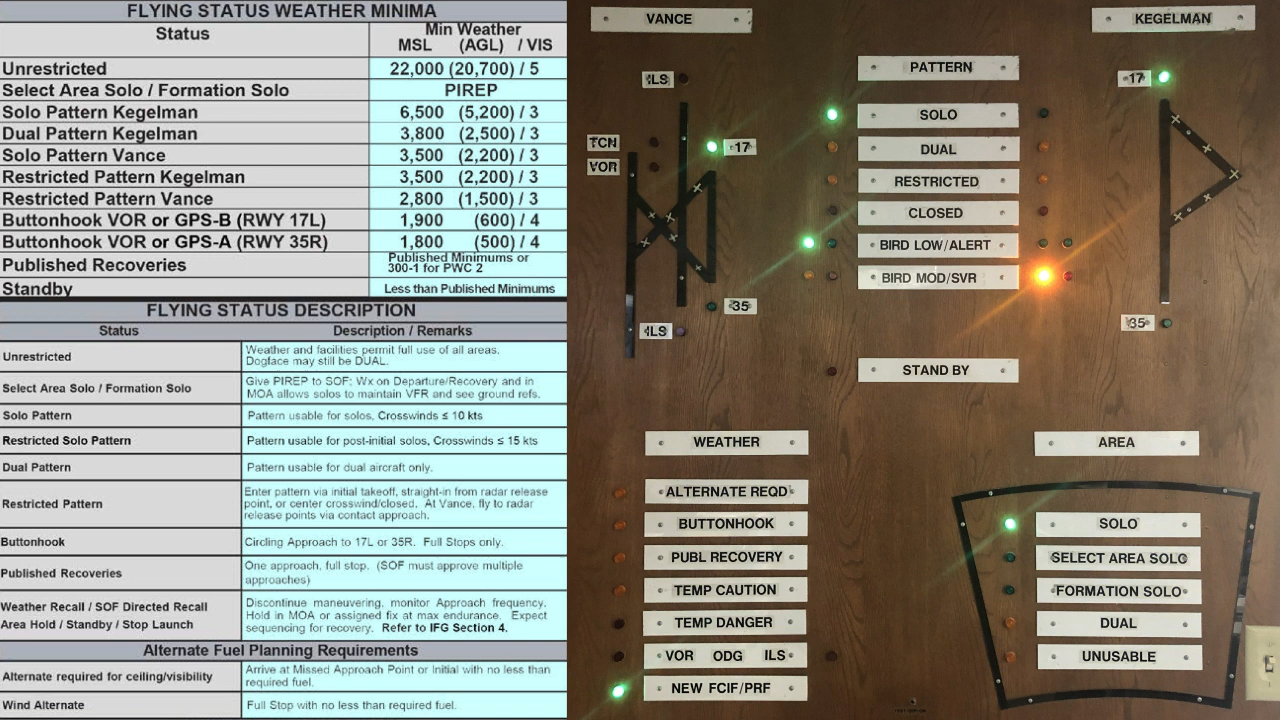 FLYING STATUS WEATHER MINIMA
Status
Min Weather
MSL (AGL) / VIS
Unrestricted 22,000 (20,700) / 5
Select Area Solo / Formation Solo PIREP
Solo Pattern Kegelman 6,500 (5,200) / 3
Dual Pattern Kegelman 3,800 (2,500) / 3
Solo Pattern Vance 3,500 (2,200) / 3
Restricted Pattern Kegelman 3,500 (2,200) / 3
Restricted Pattern Vance 2,800 (1,500) / 3
Buttonhook VOR or GPS-B (RWY 17L) 1,900 (600) / 4
Buttonhook VOR or GPS-A (RWY 35R) 1,800 (500) / 4
Published Recoveries
Published Minimums or
300-1 for PWC 2
Standby Less than Published Minimums
FLYING STATUS DESCRIPTION
Status Description / Remarks
Unrestricted
Weather and facilities permit full use of all areas.
Dogface may still be DUAL.
Select Area Solo / Formation Solo
Give PIREP to SOF: Wx on Departure/Recovery and in
MOA allows solos to maintain VFR and see ground refs.
Solo Pattern Pattern usable for solos, Crosswinds ≤ 10 kts
Restricted Solo Pattern Pattern usable for post-initial solos, Crosswinds ≤ 15 kts
Dual Pattern Pattern usable for dual aircraft only.
Restricted Pattern
Enter pattern via initial takeoff, straight-in from radar release
point, or center crosswind/closed. At Vance, fly to radar
release points via contact approach.
Buttonhook Circling Approach to 17L or 35R. Full Stops only.
Published Recoveries
One approach, full stop. (SOF must approve multiple
approaches)
Weather Recall / SOF Directed Recall
Area Hold / Standby / Stop Launch
Discontinue maneuvering, monitor Approach frequency.
Hold in MOA or assigned fix at max endurance. Expect
sequencing for recovery. Refer to IFG Section 4.
Alternate Fuel Planning Requirements
Alternate required for ceiling/visibility
Arrive at Missed Approach Point or Initial with no less than
required fuel.
Wind Alternate Full Stop with no less than required fuel.
VANCE
KEGELMAN
PATTERN
ILS
17
SOLO
TCN
17
DUAL
VOR
RESTRICTED
CLOSED
BIRD LOW/ALERT
BIRD MOD/SVR
35
ILS
35
STAND BY
WEATHER
AREA
ALTERNATE REQD
BUTTONHOOK
PUBL RECOVERY
TEMP CAUTION
TEMP DANGER
VOR ODG ILS
NEW FCIF/PRF
SOLO
SELECT AREA SOLO
FORMATION SOLO
DUAL
UNUSABLE